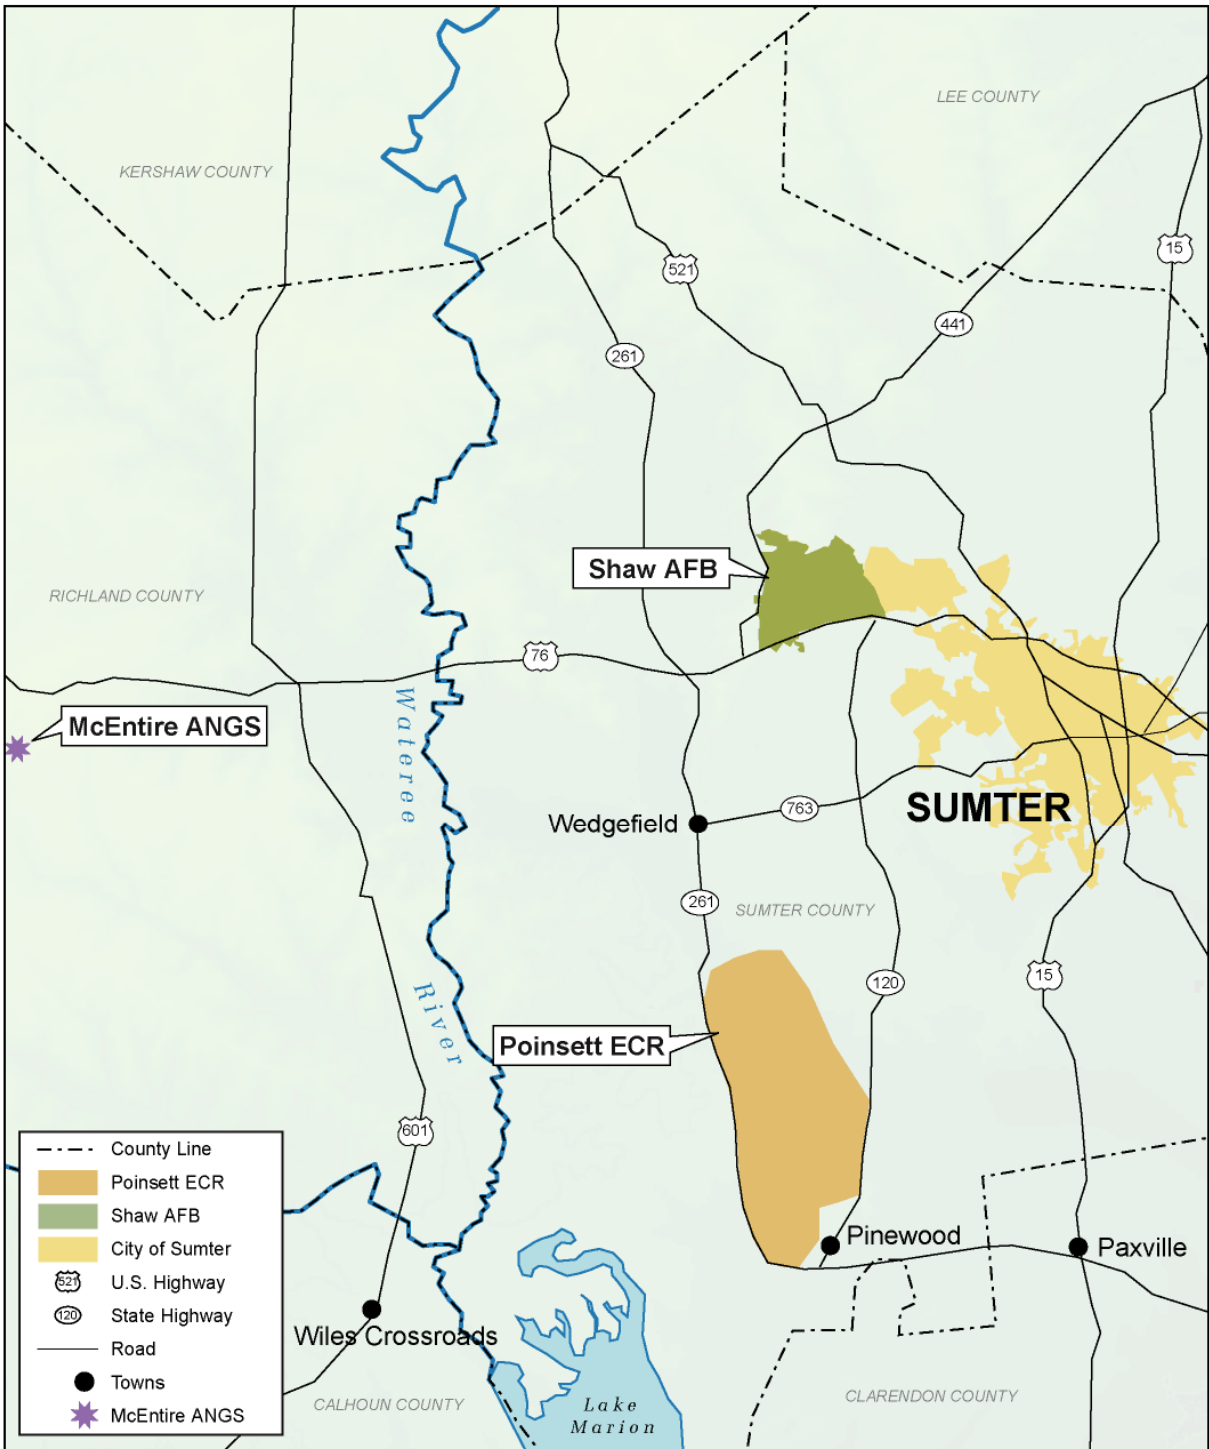 LEE COUNTY
KERSHAW COUNTY
15
521
441
261
Shaw AFB
RICHLAND COUNTY
76
McEntire ANGS
Wateree
River
763
SUMTER
Wedgefield
261
SUMTER COUNTY
120
15
Poinsett ECR
601
Pinewood
Paxville
Wiles Crossroads
CALHOUN COUNTY
Lake
Marion
CLARENDON COUNTY
County Line
Poinsett ECR
Shaw AFB
City of Sumter
521
U.S. Highway
120
State Highway
Road
Towns
McEntire ANGS